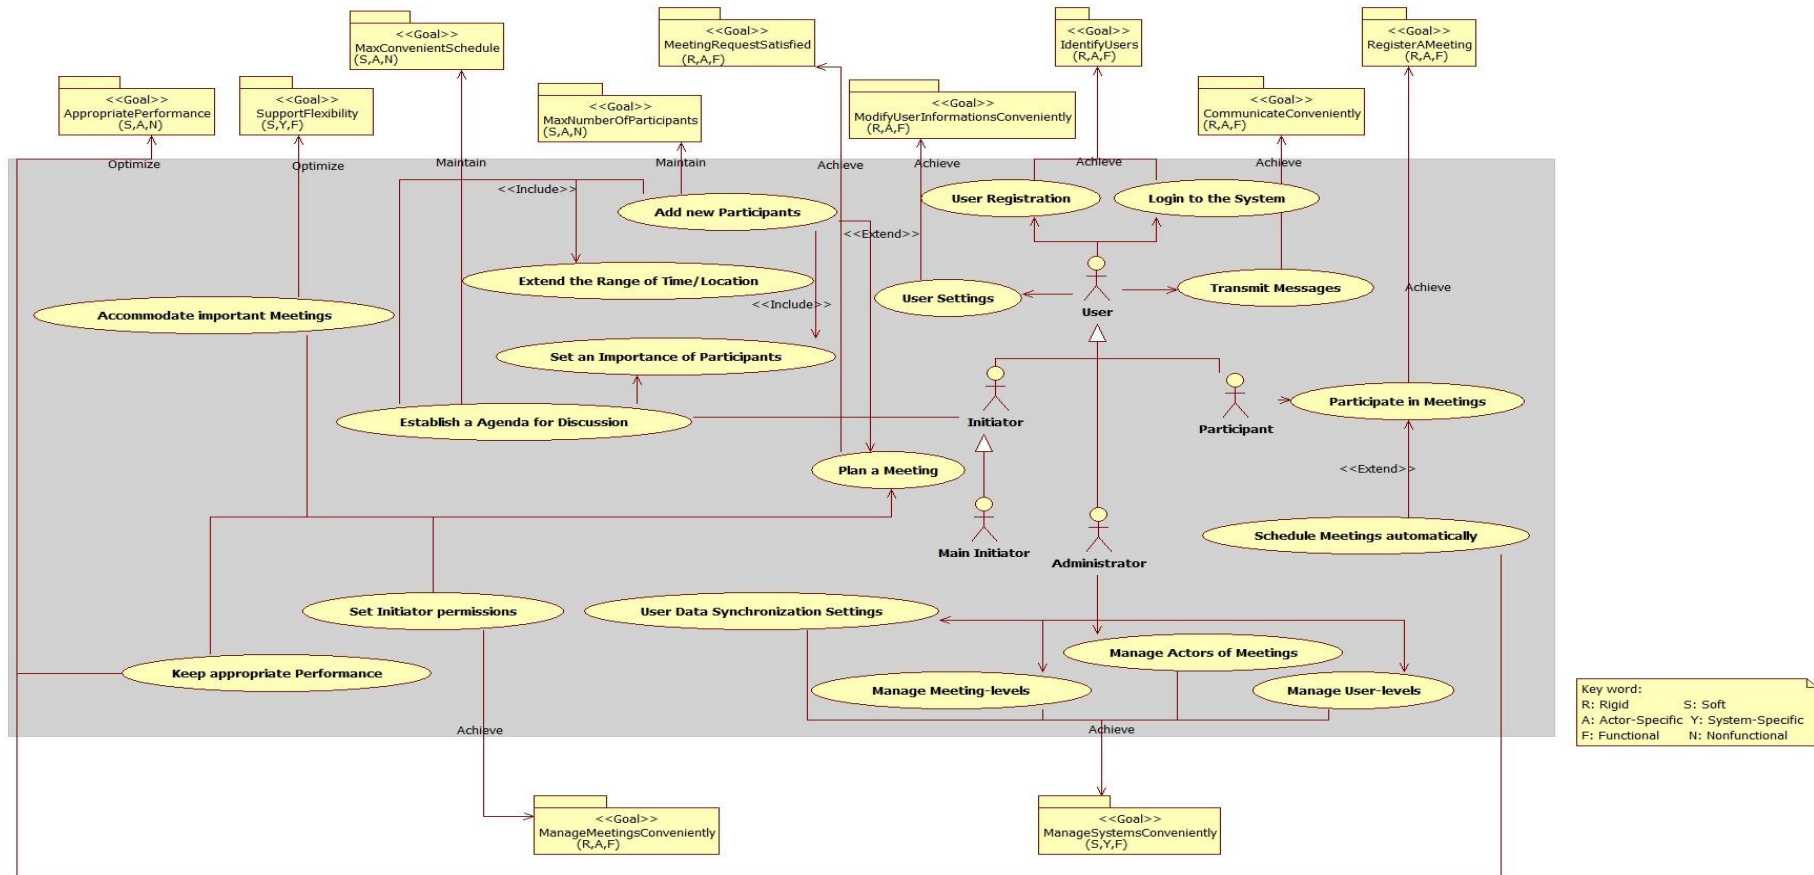 <<Goal>>
MaxConvenientSchedule
(S,A,N)
<<Goal>>
MeetingRequestSatisfied
(R,A,F)
<<Goal>>
IdentifyUsers
(R,A,F)
<<Goal>>
RegisterAMeeting
(R,A,F)
<<Goal>>
AppropriatePerformance
(S,A,N)
<<Goal>>
SupportFlexibility
(S,Y,F)
<<Goal>>
MaxNumberOfParticipants
(S,A,N)
<<Goal>>
ModifyUserInformationsConveniently
(R,A,F)
<<Goal>>
CommunicateConveniently
(R,A,F)
Optimize
Optimize
Maintain
Maintain
Achieve
Achieve
Achieve
Achieve
<<Include>>
Add new Participants
User Registration
Login to the System
<<Extend>>
Extend the Range of Time/Location
User Settings
Transmit Messages
Achieve
<<Include>>
User
Accommodate important Meetings
Set an Importance of Participants
Establish a Agenda for Discussion
Initiator
Participant
Participate in Meetings
Plan a Meeting
<<Extend>>
Main Initiator
Administrator
Schedule Meetings automatically
Set Initiator permissions
User Data Synchronization Settings
Manage Actors of Meetings
Keep appropriate Performance
Manage Meeting-levels
Manage User-levels
Achieve
Achieve
Key word:
R: Rigid S: Soft
A: Actor-Specific Y: System-Specific
F: Functional N: Nonfunctional
<<Goal>>
ManageMeetingsConveniently
(R,A,F)
<<Goal>>
ManageSystemsConveniently
(S,Y,F)